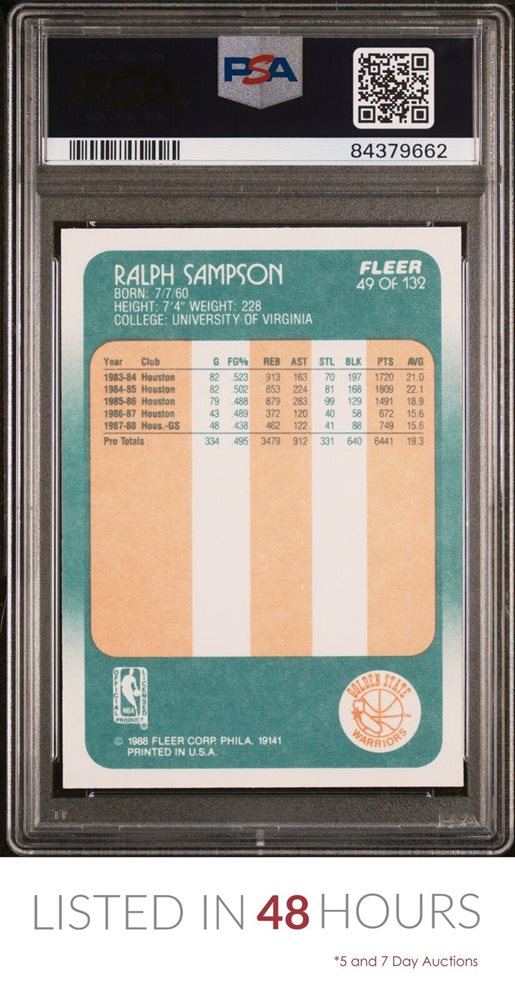 PSA
84379662
RALPH SAMPSON
BORN: 7/7/60
HEIGHT: 7'4" WEIGHT: 228
COLLEGE: UNIVERSITY OF VIRGINIA
FLEER
49 OF 132
Year Club G FG% REB AST STL BLK PTS AVG
1983-84 Houston 82 .523 913 163 70 197 1720 21.0
1984-85 Houston 82 .502 853 224 81 168 1809 22.1
1985-86 Houston 79 .488 879 283 99 129 1491 18.9
1986-87 Houston 43 .489 372 120 40 58 672 15.6
1987-88 Hous.-GS 48 .438 462 122 41 88 749 15.6
Pro Totals 334 .495 3479 912 331 640 6441 19.3
OFFICIAL LICENSED
NBA
PRODUCT
®
GOLDEN STATE
WARRIORS
TM
© 1988 FLEER CORP. PHILA. 19141
PRINTED IN U.S.A.
PSA
LISTED IN 48 HOURS
*5 and 7 Day Auctions